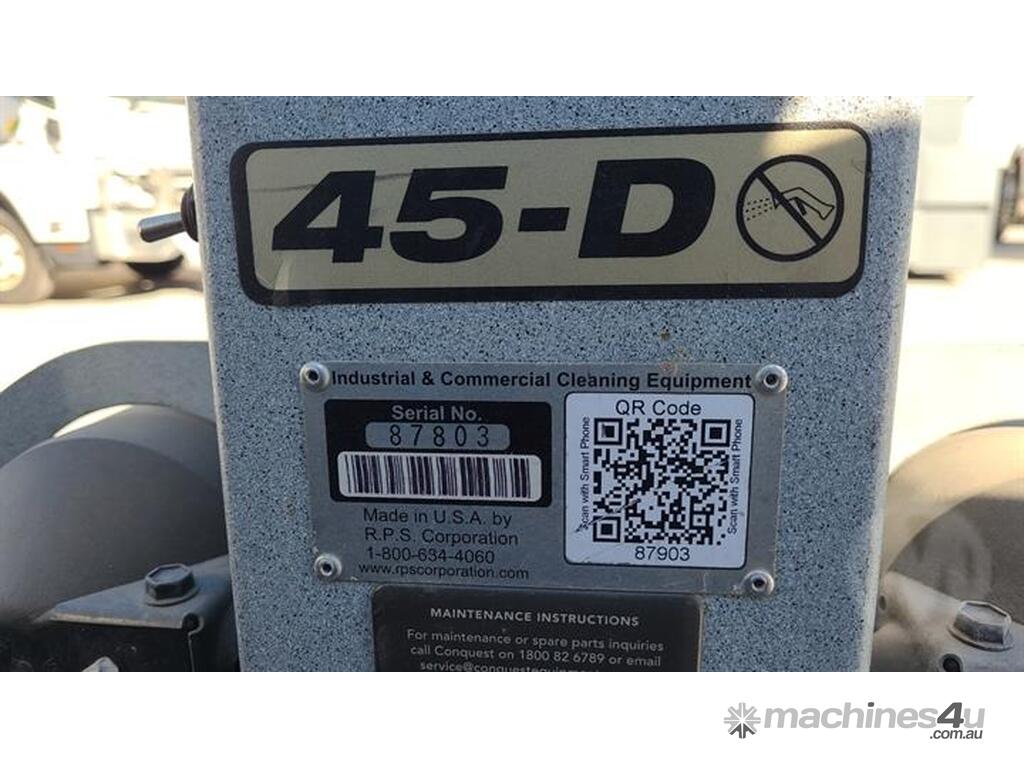 45-D
Industrial & Commercial Cleaning Equipment
Serial No.
87803
QR Code
Scan with Smart Phone
Scan with Smart Phone
87903
Made in U.S.A. by
R.P.S. Corporation
1-800-634-4060
www.rpscorporation.com
MAINTENANCE INSTRUCTIONS
For maintenance or spare parts inquiries
call Conquest on 1800 82 6789 or email
machines4u
.com.au